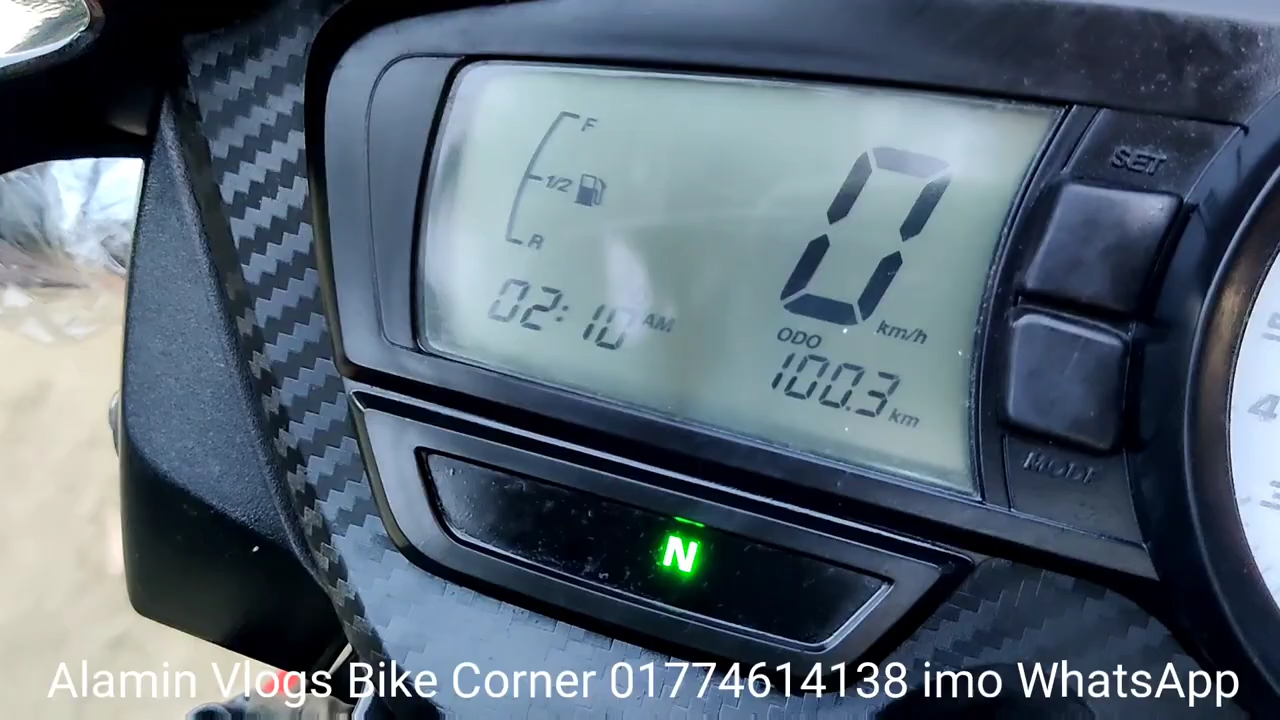 F
1/2
R
02:10 AM
0 km/h
ODO
100.3 km
SET
MODE
N
4
Alamin Vlogs Bike Corner 01774614138 imo WhatsApp